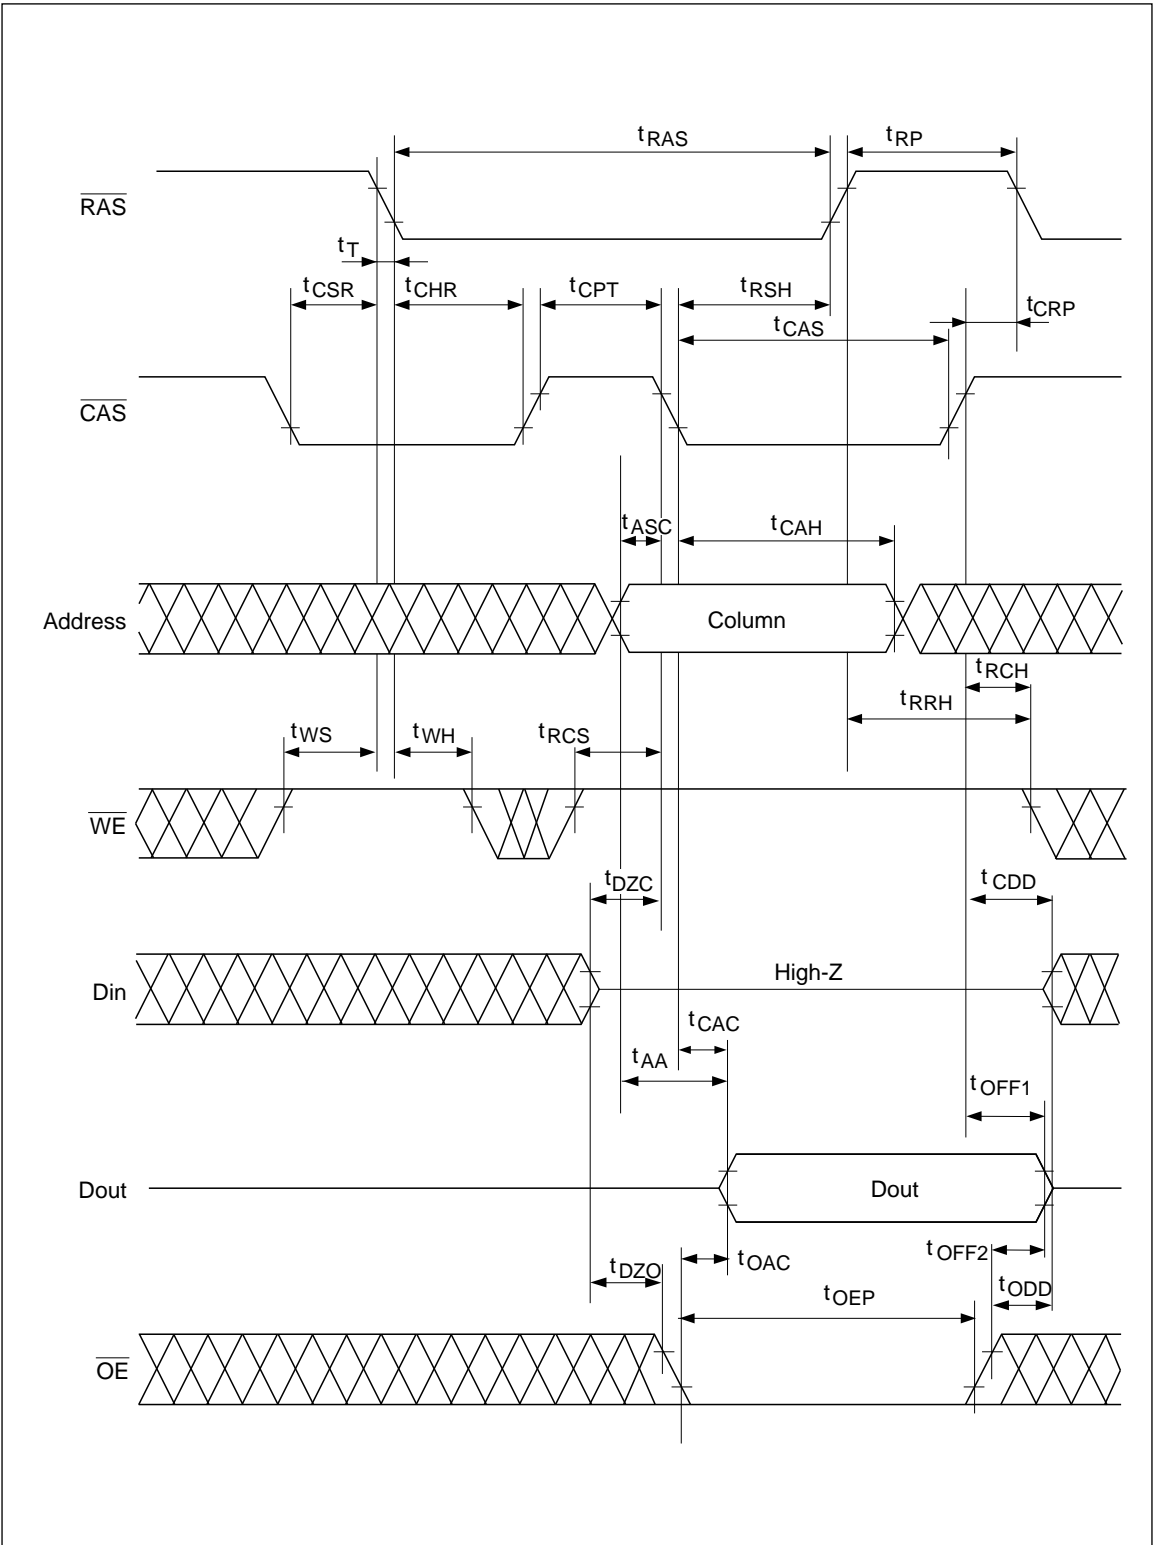 tRAS
tRP
RAS
tT
tCSR
tCHR
tCPT
tRSH
tCRP
tCAS
CAS
tASC
tCAH
Address
Column
tRCH
tRRH
tWS
tWH
tRCS
WE
tDZC
tCDD
High-Z
Din
tCAC
tAA
tOFF1
Dout
Dout
tDZO
tOAC
tOFF2
tODD
tOEP
OE